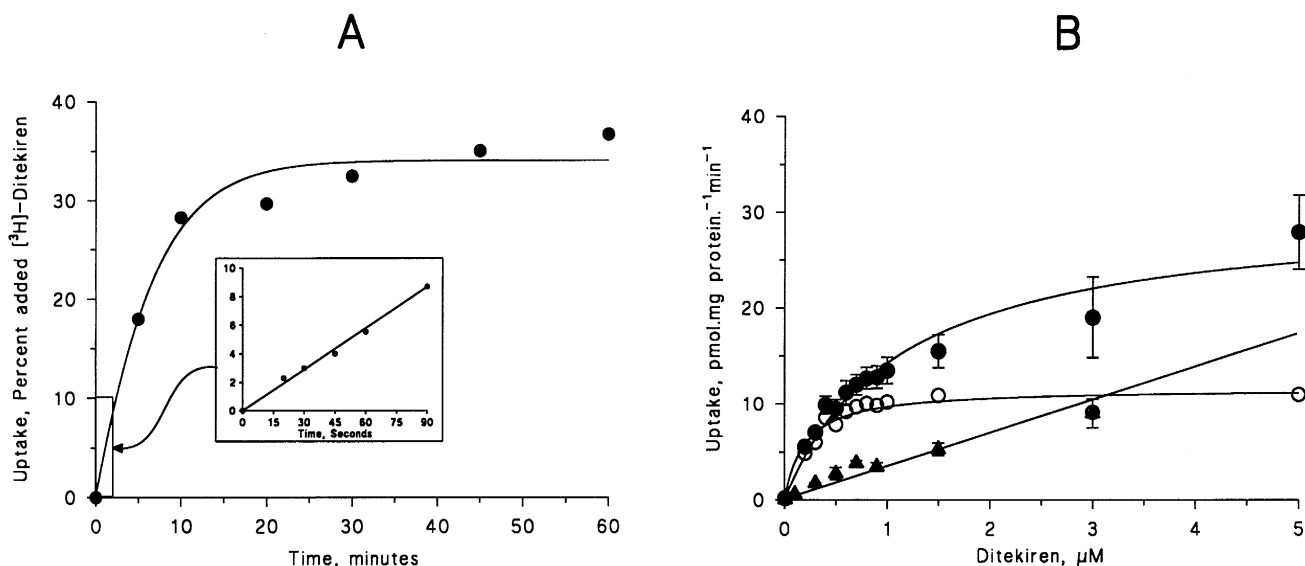 A
Uptake, Percent added [³H]–Ditekiren
40
30
20
10
0
0 10 20 30 40 50 60
Time, minutes
10
8
6
4
2
0
0 15 30 45 60 75 90
Time, Seconds
B
Uptake, pmol.mg protein.⁻¹min⁻¹
40
30
20
10
0
0 1 2 3 4 5
Ditekiren, µM